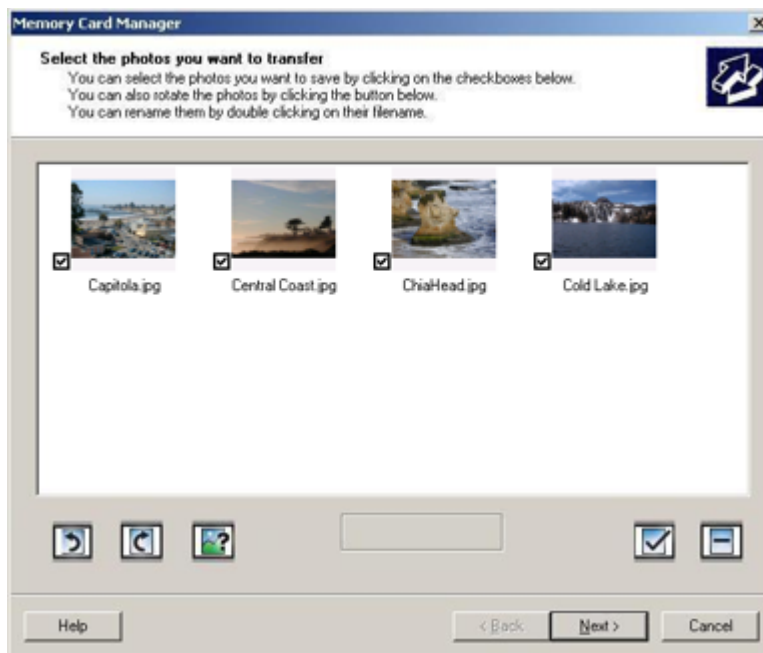 Memory Card Manager
Select the photos you want to transfer
You can select the photos you want to save by clicking on the checkboxes below.
You can also rotate the photos by clicking the button below.
You can rename them by double clicking on their filename.
Capitola.jpg
Central Coast.jpg
ChiaHead.jpg
Cold Lake.jpg
?
Help
< Back
Next >
Cancel